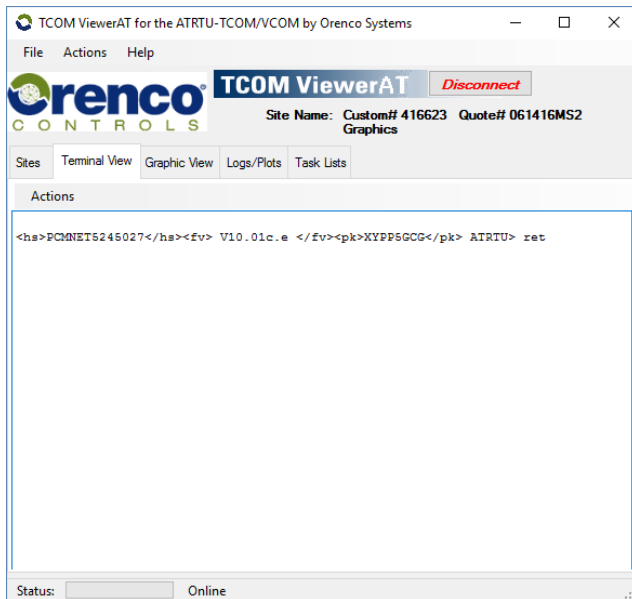 TCOM ViewerAT for the ATRTU-TCOM/VCOM by Orenco Systems
File Actions Help
Orenco®
CONTROLS
TCOM ViewerAT Disconnect
Site Name: Custom# 416623 Quote# 061416MS2
Graphics
Sites Terminal View Graphic View Logs/Plots Task Lists
Actions
<hs>PCMNET5245027</hs><fv> V10.01c.e </fv><pk>XYPP5GCG</pk> ATRTU> ret
Status: Online